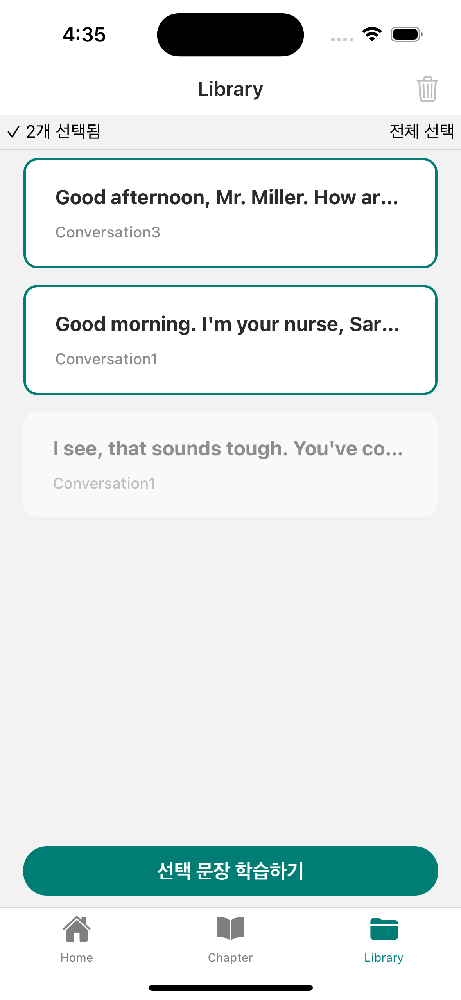 4:35
Library
✓ 2개 선택됨
전체 선택
Good afternoon, Mr. Miller. How ar...
Conversation3
Good morning. I'm your nurse, Sar...
Conversation1
I see, that sounds tough. You've co...
Conversation1
선택 문장 학습하기
Home
Chapter
Library